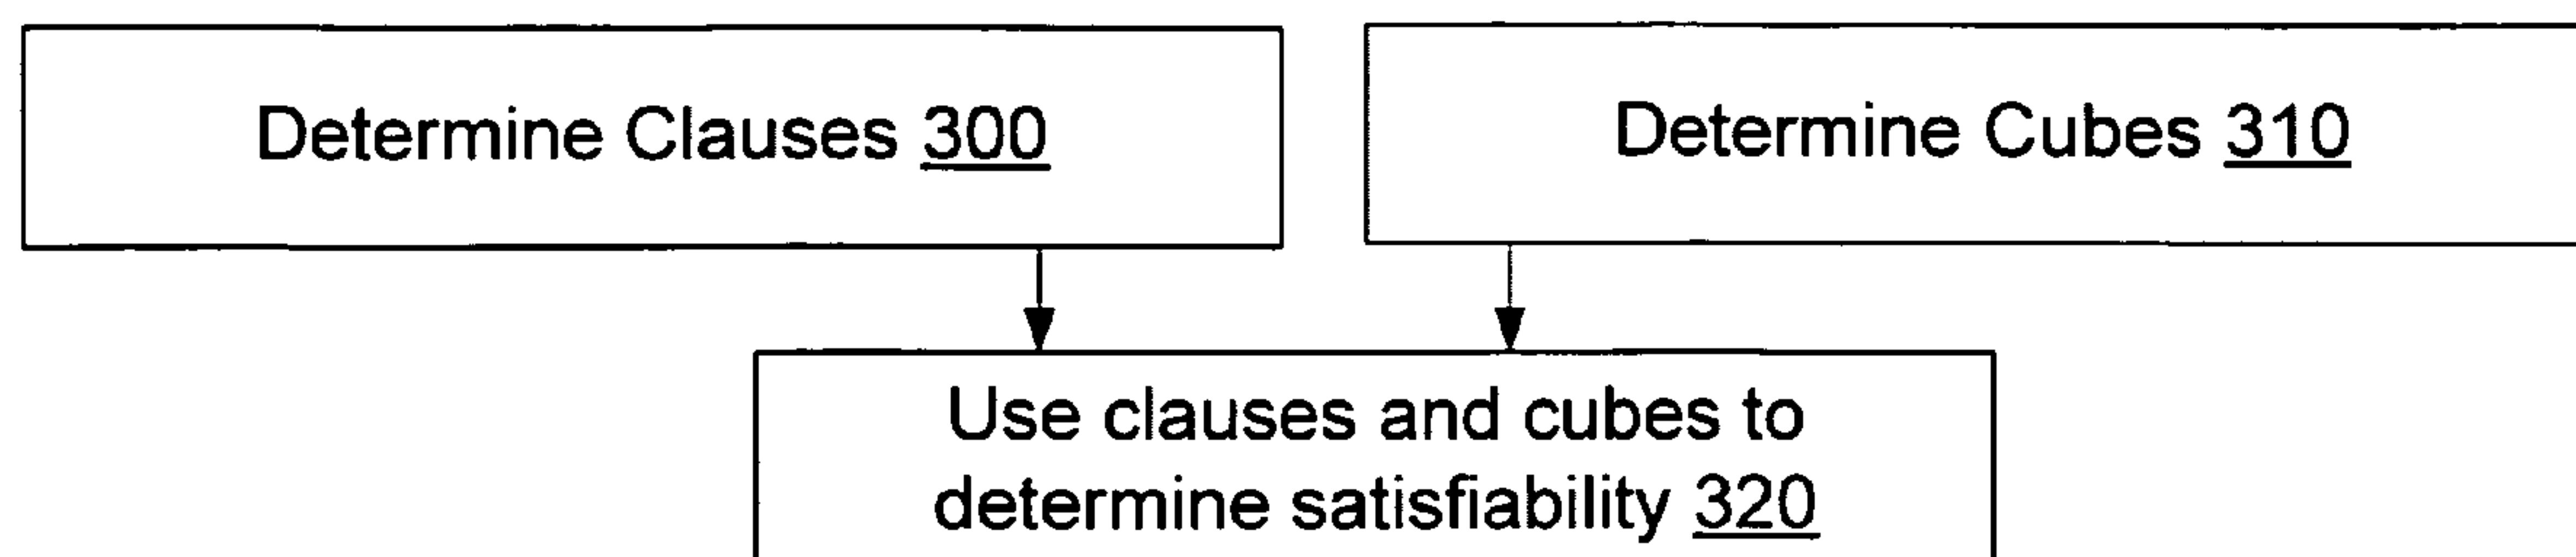 Determine Clauses 300
Determine Cubes 310
Use clauses and cubes to
determine satisfiability 320